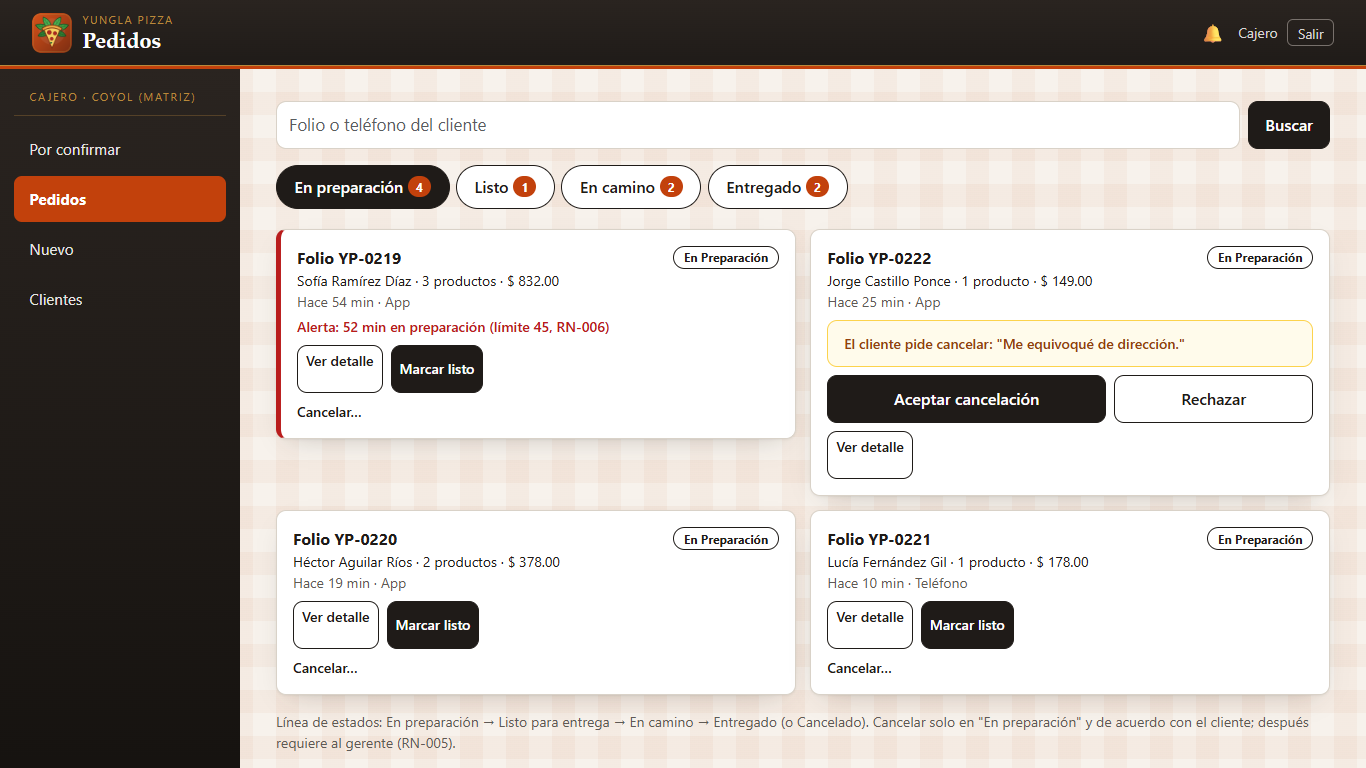 YUNGLA PIZZA
Pedidos
Cajero
Salir
CAJERO · COYOL (MATRIZ)
Por confirmar
Pedidos
Nuevo
Clientes
Folio o teléfono del cliente
Buscar
En preparación 4
Listo 1
En camino 2
Entregado 2
Folio YP-0219
En Preparación
Sofía Ramírez Díaz · 3 productos · $ 832.00
Hace 54 min · App
Alerta: 52 min en preparación (límite 45, RN-006)
Ver detalle
Marcar listo
Cancelar...
Folio YP-0222
En Preparación
Jorge Castillo Ponce · 1 producto · $ 149.00
Hace 25 min · App
El cliente pide cancelar: "Me equivoqué de dirección."
Aceptar cancelación
Rechazar
Ver detalle
Folio YP-0220
En Preparación
Héctor Aguilar Ríos · 2 productos · $ 378.00
Hace 19 min · App
Ver detalle
Marcar listo
Cancelar...
Folio YP-0221
En Preparación
Lucía Fernández Gil · 1 producto · $ 178.00
Hace 10 min · Teléfono
Ver detalle
Marcar listo
Cancelar...
Línea de estados: En preparación → Listo para entrega → En camino → Entregado (o Cancelado). Cancelar solo en "En preparación" y de acuerdo con el cliente; después
requiere al gerente (RN-005).